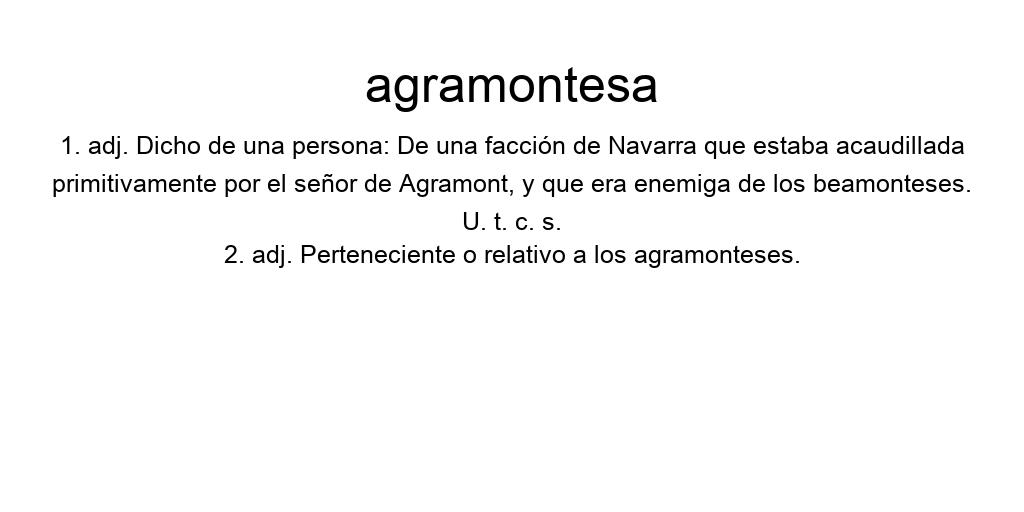 agramontesa
1. adj. Dicho de una persona: De una facción de Navarra que estaba acaudillada
primitivamente por el señor de Agramont, y que era enemiga de los beamonteses.
U. t. c. s.
2. adj. Perteneciente o relativo a los agramonteses.